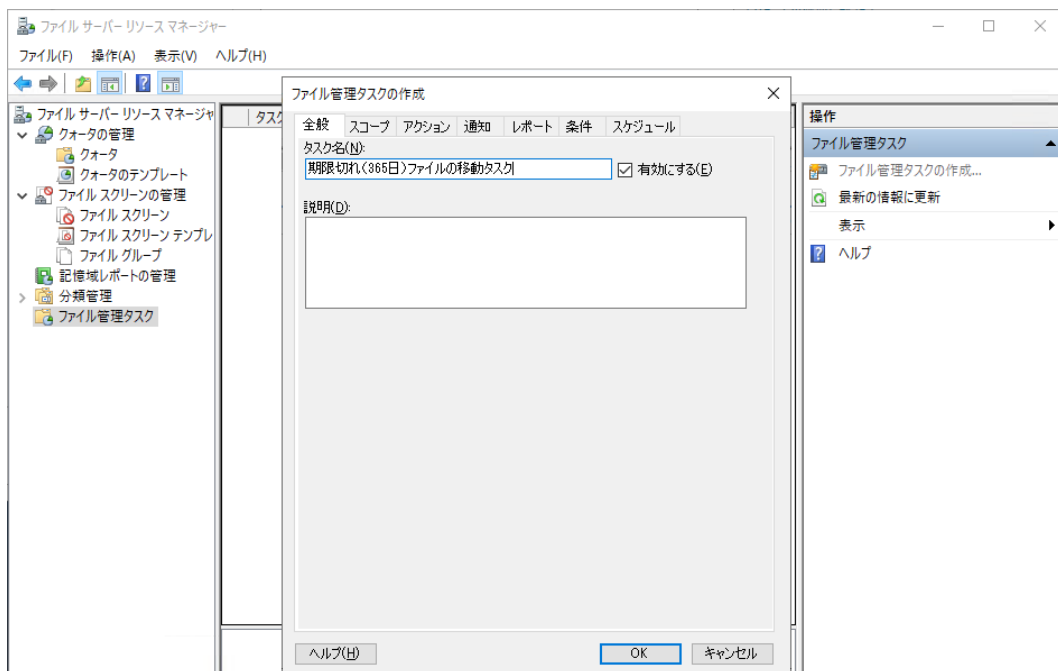 ファイル サーバー リソース マネージャー
ファイル(F) 操作(A) 表示(V) ヘルプ(H)
ファイル サーバー リソース マネージャ
クォータの管理
クォータ
クォータのテンプレート
ファイル スクリーンの管理
ファイル スクリーン
ファイル スクリーン テンプレ
ファイル グループ
記憶域レポートの管理
分類管理
ファイル管理タスク
タスク
ファイル管理タスクの作成
全般 スコープ アクション 通知 レポート 条件 スケジュール
タスク名(N):
期限切れ(365日)ファイルの移動タスク
有効にする(E)
説明(D):
ヘルプ(H) OK キャンセル
操作
ファイル管理タスク
ファイル管理タスクの作成...
最新の情報に更新
表示
ヘルプ